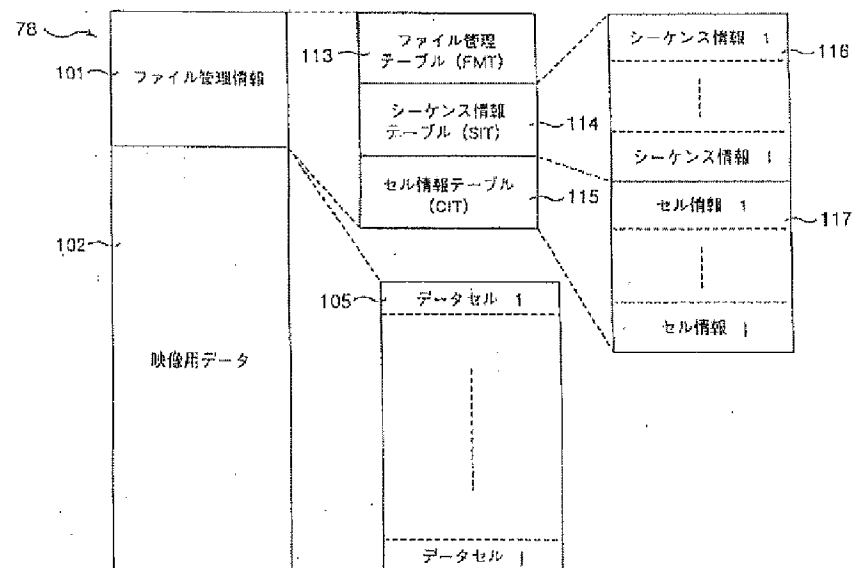 78
101
ファイル管理情報
102
映像用データ
113
ファイル管理
テーブル (FMT)
シーケンス情報
テーブル (SIT)
114
セル情報テーブル
(CIT)
115
105
データセル 1
データセル I
シーケンス情報 1
116
シーケンス情報 I
セル情報 1
117
セル情報 I